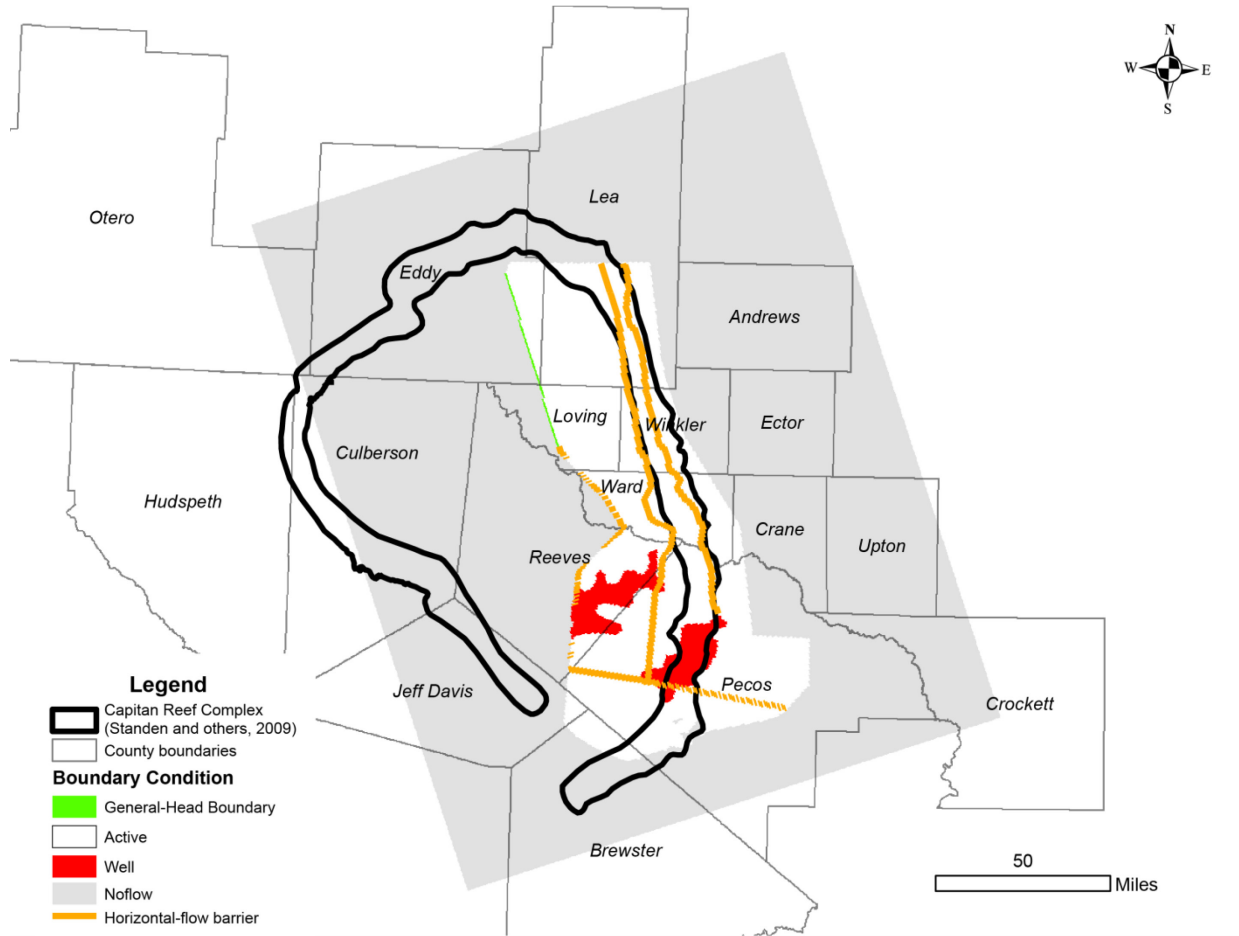 N
W E
S
Lea
Otero
Eddy
Andrews
Loving
Winkler
Ector
Culberson
Hudspeth
Ward
Crane
Upton
Reeves
Pecos
Jeff Davis
Crockett
Brewster
Legend
Capitan Reef Complex
(Standen and others, 2009)
County boundaries
Boundary Condition
General-Head Boundary
Active
Well
Noflow
Horizontal-flow barrier
50
Miles